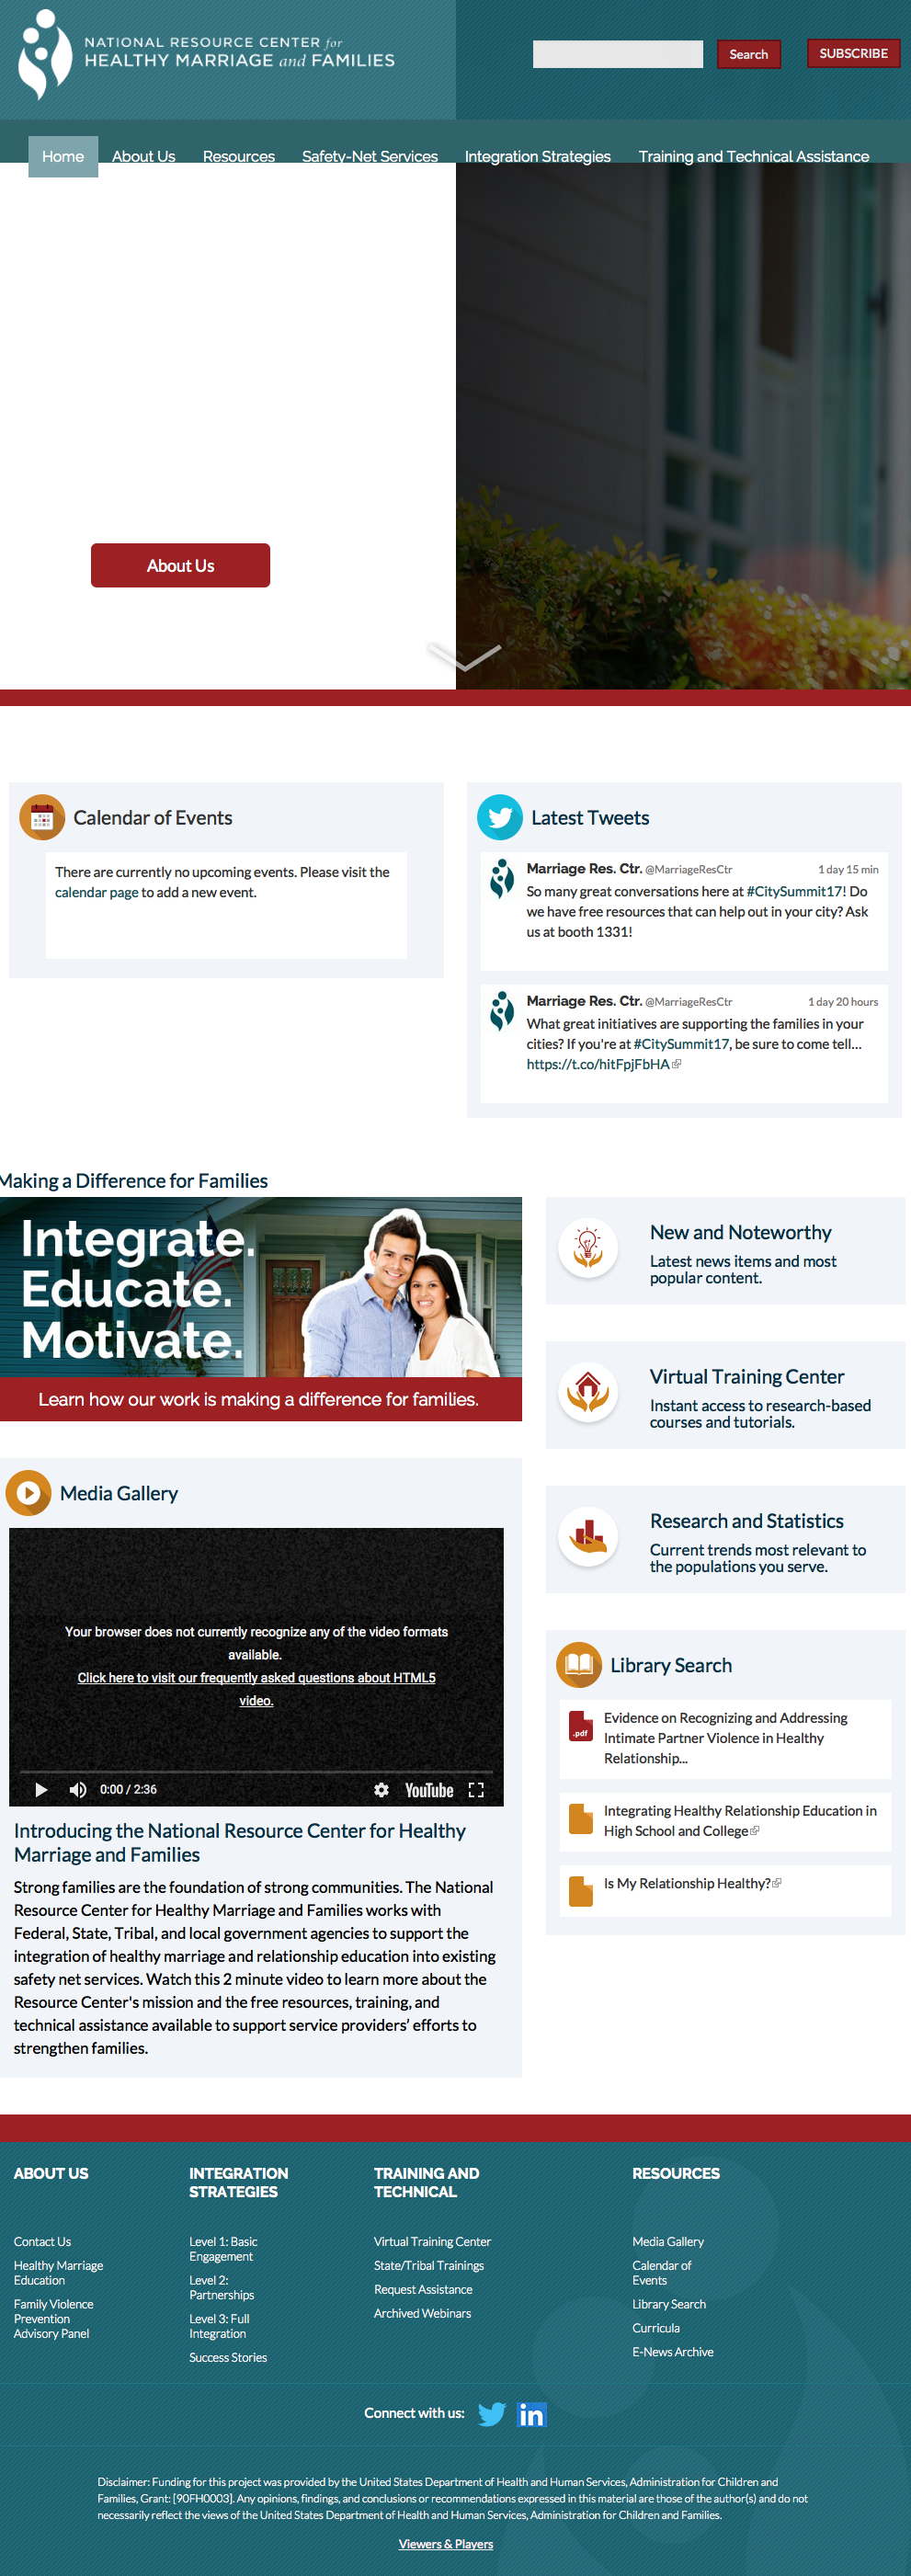 NATIONAL RESOURCE CENTER for
HEALTHY MARRIAGE and FAMILIES
Search
SUBSCRIBE
Home
About Us
Resources
Safety-Net Services
Integration Strategies
Training and Technical Assistance
About Us
Calendar of Events
There are currently no upcoming events. Please visit the
calendar page to add a new event.
Latest Tweets
Marriage Res. Ctr. @MarriageResCtr 1 day 15 min
So many great conversations here at #CitySummit17! Do
we have free resources that can help out in your city? Ask
us at booth 1331!
Marriage Res. Ctr. @MarriageResCtr 1 day 20 hours
What great initiatives are supporting the families in your
cities? If you're at #CitySummit17, be sure to come tell...
https://t.co/hitFpjFbHA
Making a Difference for Families
Integrate.
Educate.
Motivate.
Learn how our work is making a difference for families.
New and Noteworthy
Latest news items and most
popular content.
Virtual Training Center
Instant access to research-based
courses and tutorials.
Research and Statistics
Current trends most relevant to
the populations you serve.
Media Gallery
Your browser does not currently recognize any of the video formats
available.
Click here to visit our frequently asked questions about HTML5
video.
0:00 / 2:36
YouTube
Introducing the National Resource Center for Healthy
Marriage and Families
Strong families are the foundation of strong communities. The National
Resource Center for Healthy Marriage and Families works with
Federal, State, Tribal, and local government agencies to support the
integration of healthy marriage and relationship education into existing
safety net services. Watch this 2 minute video to learn more about the
Resource Center's mission and the free resources, training, and
technical assistance available to support service providers' efforts to
strengthen families.
Library Search
.pdf
Evidence on Recognizing and Addressing
Intimate Partner Violence in Healthy
Relationship...
Integrating Healthy Relationship Education in
High School and College
Is My Relationship Healthy?
ABOUT US
Contact Us
Healthy Marriage
Education
Family Violence
Prevention
Advisory Panel
INTEGRATION
STRATEGIES
Level 1: Basic
Engagement
Level 2:
Partnerships
Level 3: Full
Integration
Success Stories
TRAINING AND
TECHNICAL
Virtual Training Center
State/Tribal Trainings
Request Assistance
Archived Webinars
RESOURCES
Media Gallery
Calendar of
Events
Library Search
Curricula
E-News Archive
Connect with us:
in
Disclaimer: Funding for this project was provided by the United States Department of Health and Human Services, Administration for Children and
Families, Grant: [90FH0003]. Any opinions, findings, and conclusions or recommendations expressed in this material are those of the author(s) and do not
necessarily reflect the views of the United States Department of Health and Human Services, Administration for Children and Families.
Viewers & Players